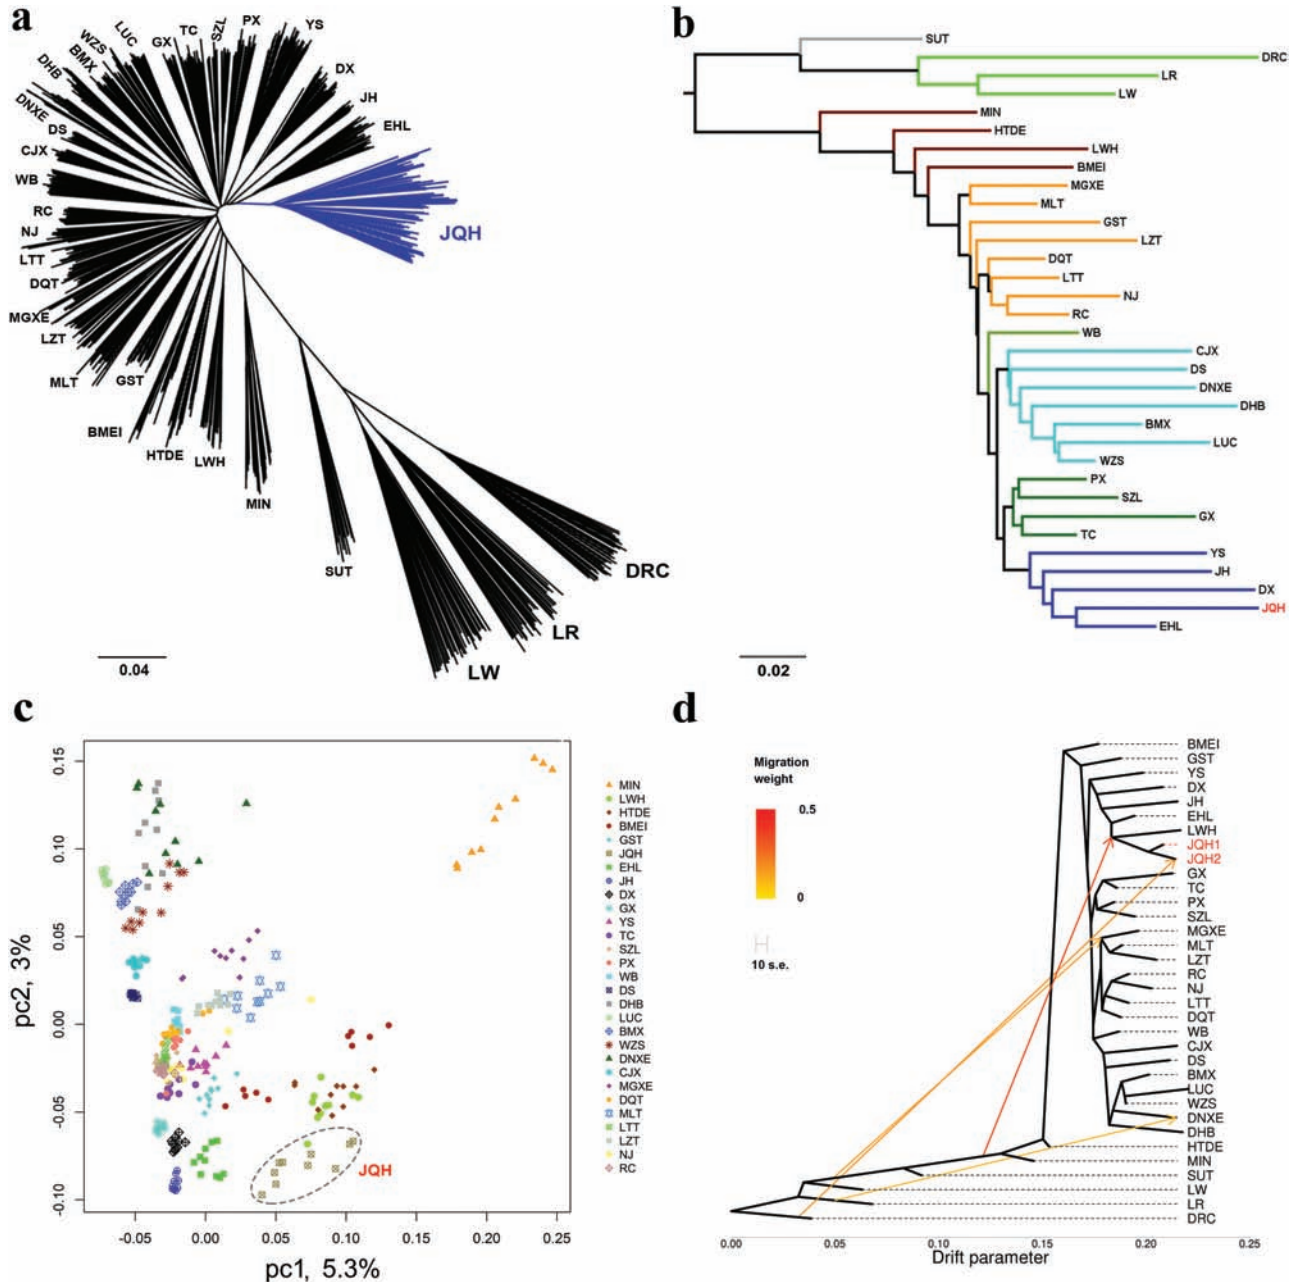 a
LUC
WZS
BMX
DHB
DNXE
DS
CJX
WB
RC
NJ
LTT
DQT
MGXE
LZT
MLT
GST
BMEI
HTDE
LWH
MIN
SUT
LW
LR
DRC
JQH
EHL
JH
DX
YS
PX
SZL
TC
GX
0.04
b
SUT
DRC
LR
LW
MIN
HTDE
LWH
BMEI
MGXE
MLT
GST
LZT
DQT
LTT
NJ
RC
WB
CJX
DS
DNXE
DHB
BMX
LUC
WZS
PX
SZL
GX
TC
YS
JH
DX
JQH
EHL
0.02
c
pc2, 3%
0.15
0.10
0.05
0.00
-0.05
-0.10
-0.05 0.00 0.05 0.10 0.15 0.20 0.25
pc1, 5.3%
JQH
MIN
LWH
HTDE
BMEI
GST
JQH
EHL
JH
DX
GX
YS
TC
SZL
PX
WB
DS
DHB
LUC
BMX
WZS
DNXE
CJX
MGXE
DQT
MLT
LTT
LZT
NJ
RC
d
Migration
weight
0.5
0
10 s.e.
BMEI
GST
YS
DX
JH
EHL
LWH
JQH1
JQH2
GX
TC
PX
SZL
MGXE
MLT
LZT
RC
NJ
LTT
DQT
WB
CJX
DS
BMX
LUC
WZS
DNXE
DHB
HTDE
MIN
SUT
LW
LR
DRC
0.00 0.05 0.10 0.15 0.20 0.25
Drift parameter